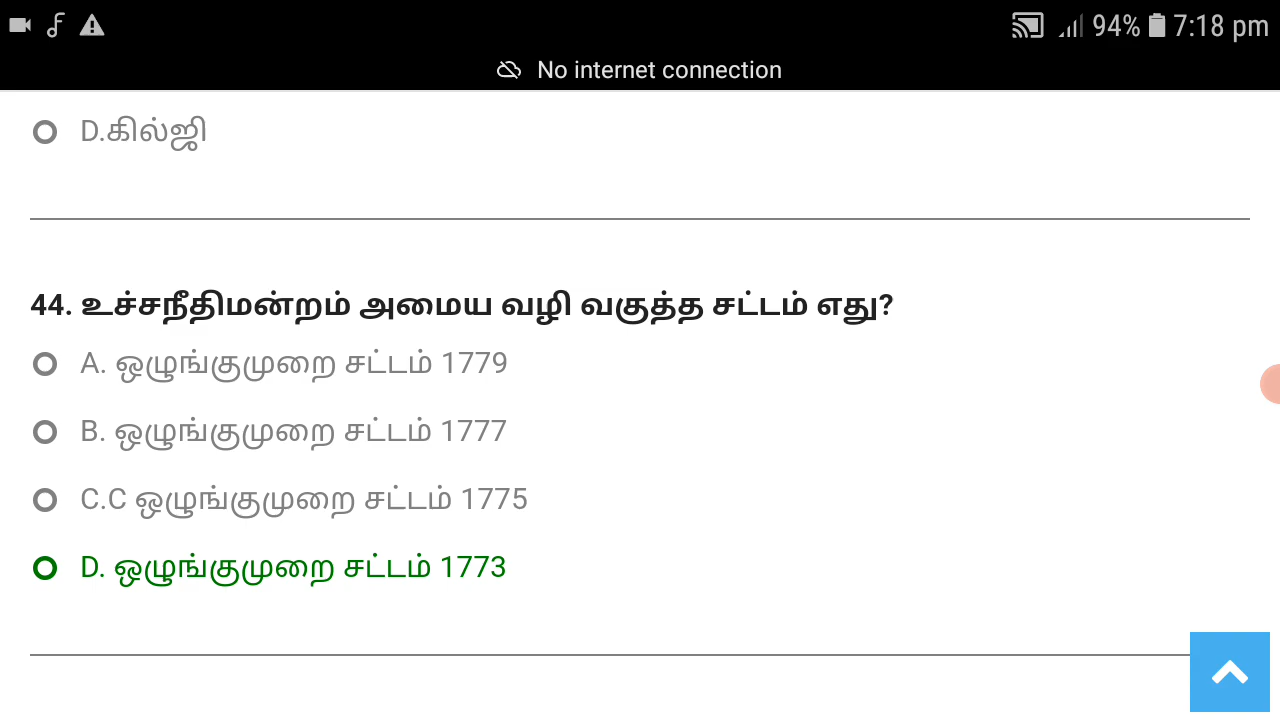 94% 7:18 pm
No internet connection
D.கில்ஜி
44. உச்சநீதிமன்றம் அமைய வழி வகுத்த சட்டம் எது?
A. ஒழுங்குமுறை சட்டம் 1779
B. ஒழுங்குமுறை சட்டம் 1777
C.C ஒழுங்குமுறை சட்டம் 1775
D. ஒழுங்குமுறை சட்டம் 1773